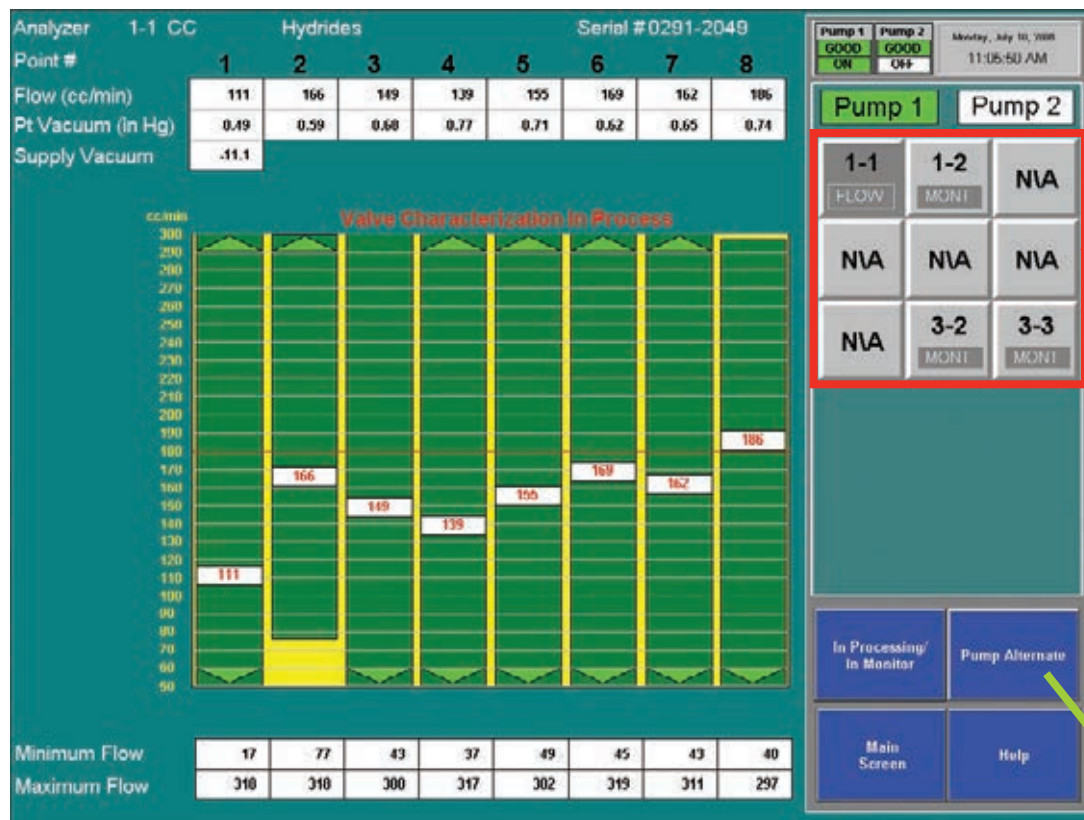 Analyzer 1-1 CC Hydrides Serial #0291-2049
Point # 1 2 3 4 5 6 7 8
Flow (cc/min) 111 166 149 139 155 169 162 186
Pt Vacuum (in Hg) 0.49 0.59 0.68 0.77 0.71 0.62 0.65 0.74
Supply Vacuum -11.1
cc/min
Valve Characterization In Process
300
290
280
270
260
250
240
230
220
210
200
190
180
170
160
150
140
130
120
110
100
90
80
70
60
50
111
166
149
139
155
169
162
186
Minimum Flow 17 77 43 37 49 45 43 40
Maximum Flow 310 310 300 317 302 319 311 297
Pump 1 Pump 2
GOOD GOOD
ON OFF
Monday, July 10,
11:05:50 AM
Pump 1 Pump 2
1-1 1-2 N\A
FLOW MONT
N\A N\A N\A
N\A 3-2 3-3
MONT MONT
In Processing/
In Monitor
Pump Alternate
Main
Screen
Help